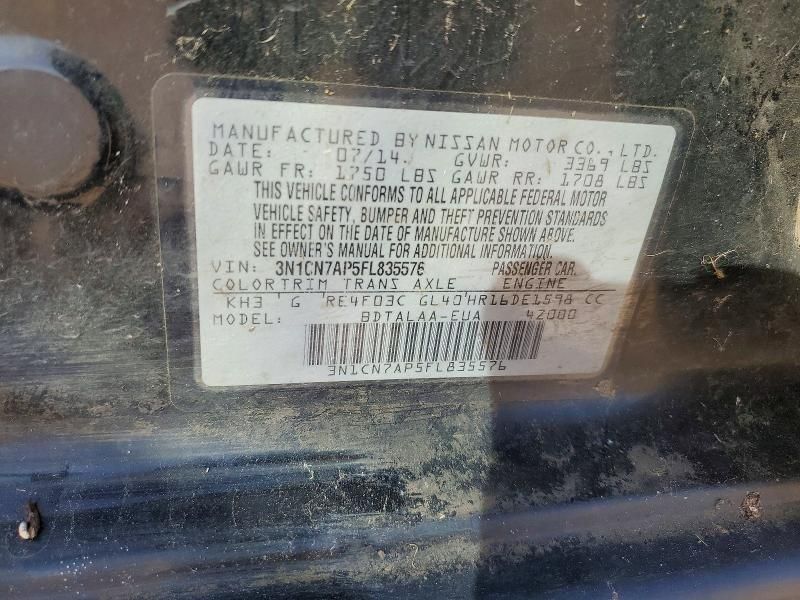 MANUFACTURED BY NISSAN MOTOR CO., LTD.
DATE: 07/14 GVWR: 3369 LBS
GAWR FR: 1750 LBS GAWR RR: 1708 LBS
THIS VEHICLE CONFORMS TO ALL APPLICABLE FEDERAL MOTOR
VEHICLE SAFETY, BUMPER AND THEFT PREVENTION STANDARDS
IN EFFECT ON THE DATE OF MANUFACTURE SHOWN ABOVE.
SEE OWNER'S MANUAL FOR ADDITIONAL INFORMATION.
VIN: 3N1CN7AP5FL835576 PASSENGER CAR
COLOR TRIM TRANS AXLE ENGINE
KH3 G RE4F03C GL40 HR16DE1598 CC
MODEL: BDTALAA-EUA 42000
3N1CN7AP5FL835576